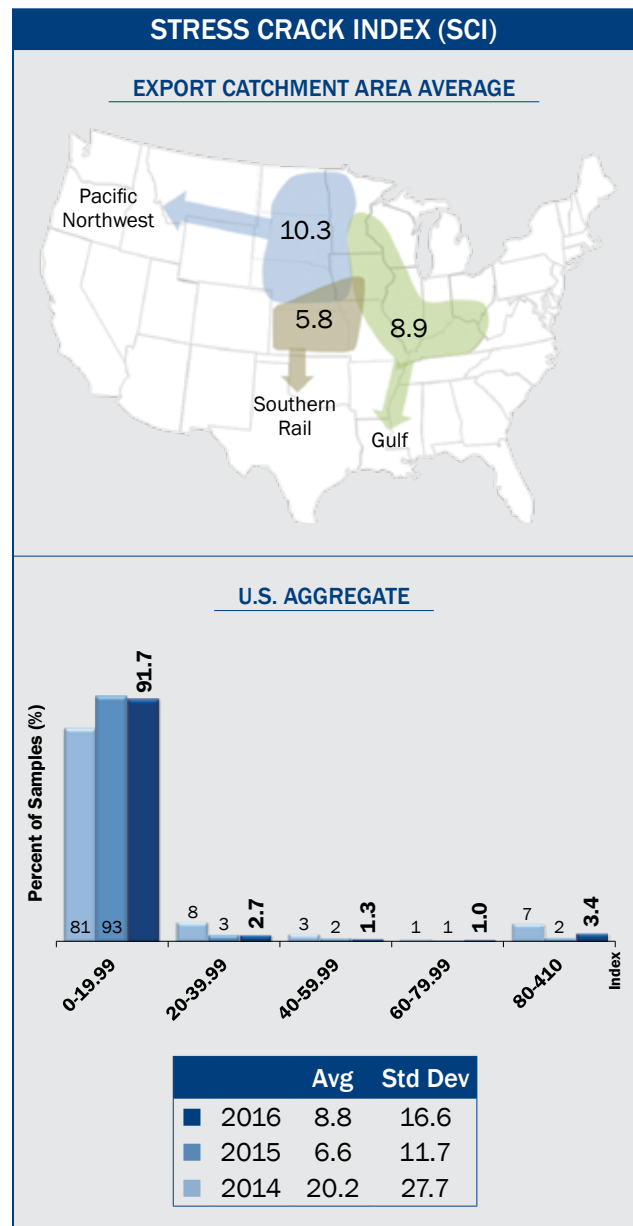 STRESS CRACK INDEX (SCI)
EXPORT CATCHMENT AREA AVERAGE
Pacific
Northwest
10.3
5.8
8.9
Southern
Rail
Gulf
U.S. AGGREGATE
Percent of Samples (%)
81 93 91.7
8 3 2.7
3 2 1.3
1 1 1.0
7 2 3.4
0-19.99 20-39.99 40-59.99 60-79.99 80-410
Index
Avg Std Dev
2016 8.8 16.6
2015 6.6 11.7
2014 20.2 27.7